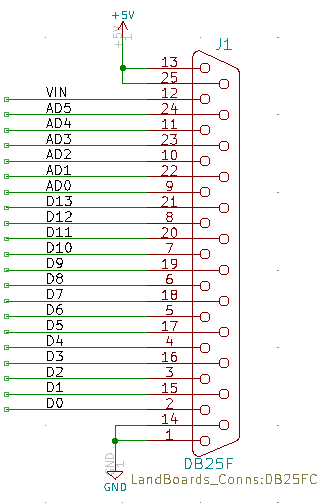 +5V
+5V
1
J1
13
25
VIN 12
AD5 24
AD4 11
AD3 23
AD2 10
AD1 22
AD0 9
D13 21
D12 8
D11 20
D10 7
D9 19
D8 6
D7 18
D6 5
D5 17
D4 4
D3 16
D2 3
D1 15
D0 2
14
1
GND
1
DB25F
GND
LandBoards_Conns:DB25FC